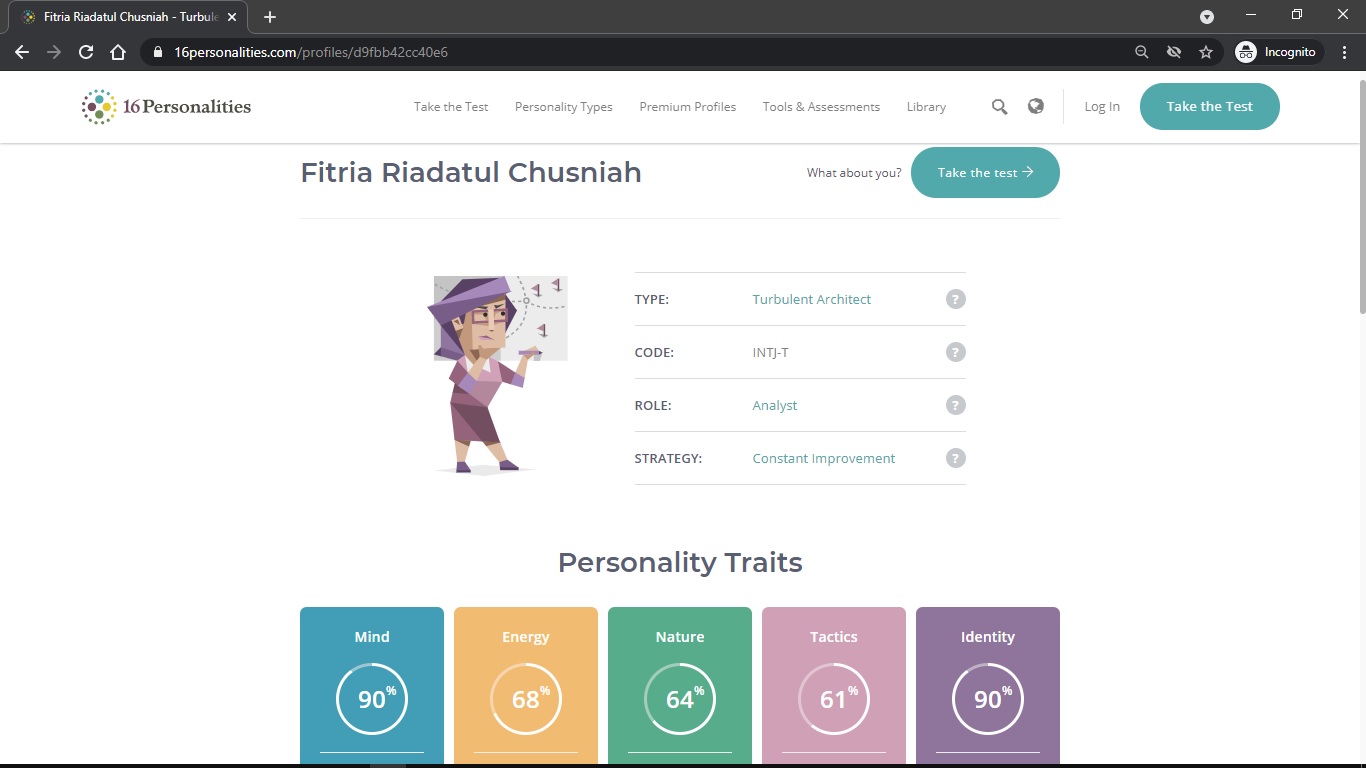 Fitria Riadatul Chusniah - Turbule
16personalities.com/profiles/d9fbb42cc40e6
Incognito
16Personalities
Take the Test Personality Types Premium Profiles Tools & Assessments Library Log In Take the Test
Fitria Riadatul Chusniah
What about you? Take the test →
TYPE: Turbulent Architect ?
CODE: INTJ-T ?
ROLE: Analyst ?
STRATEGY: Constant Improvement ?
Personality Traits
Mind Energy Nature Tactics Identity
90% 68% 64% 61% 90%